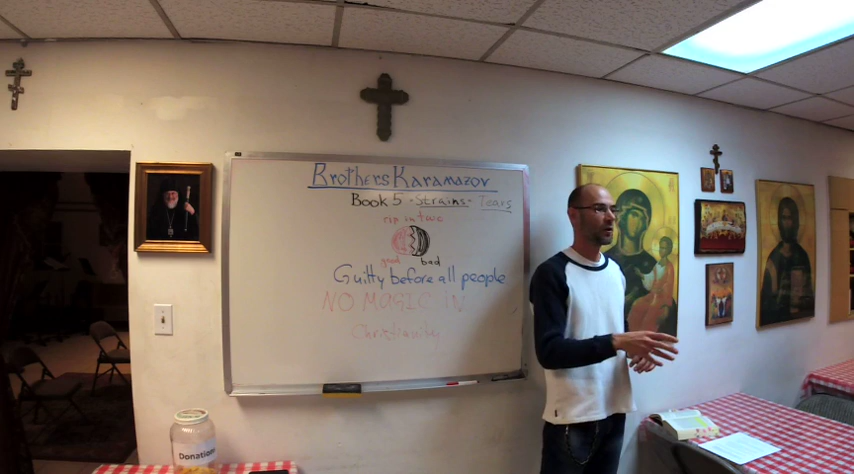 Brothers Karamazov
Book 5 - Strains - Tears
rip in two
good bad
Guilty before all people
NO MAGIC IN
Christianity
Donations